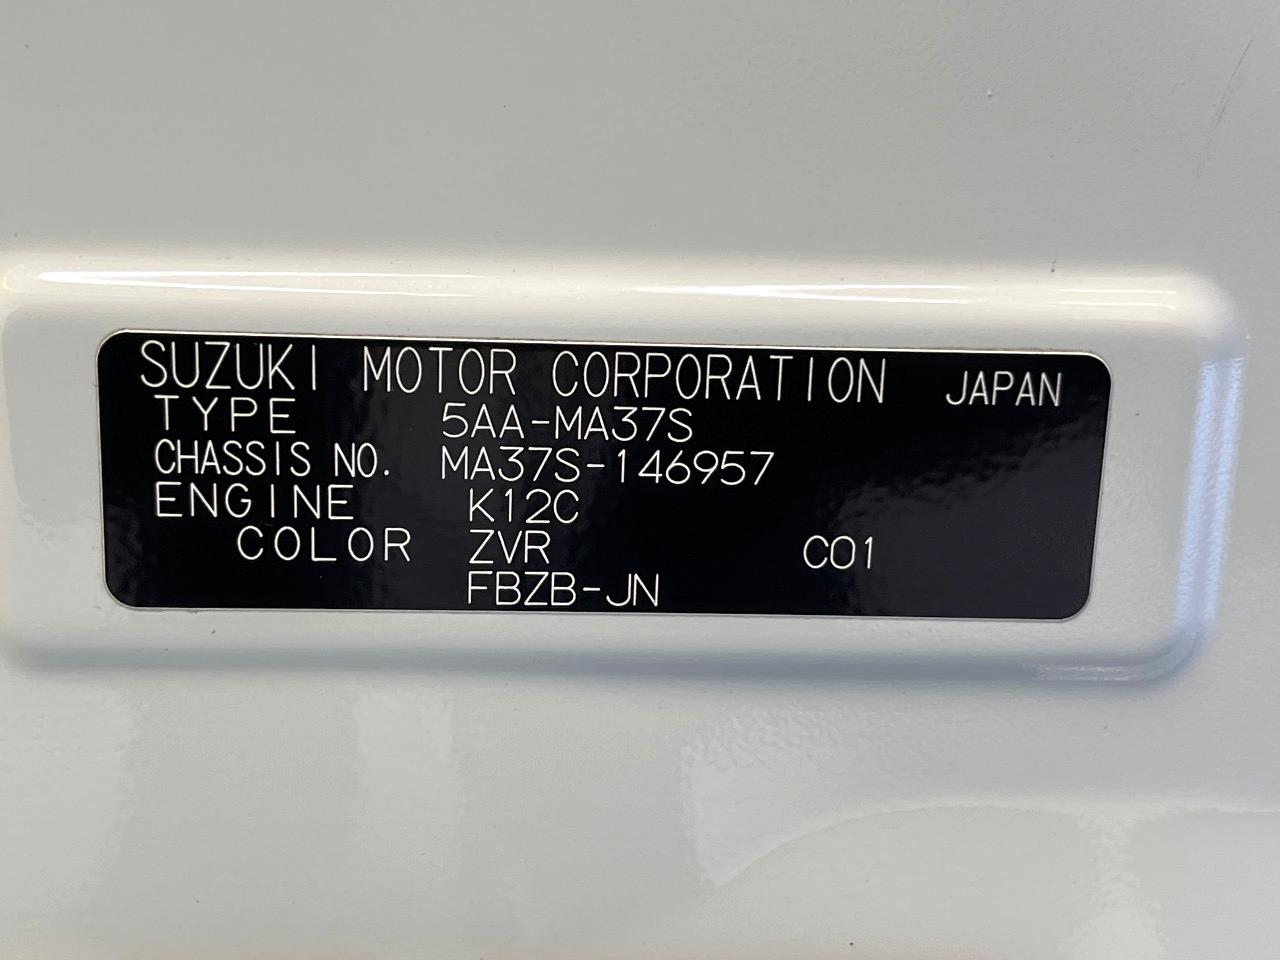 SUZUKI MOTOR CORPORATION JAPAN
TYPE 5AA-MA37S
CHASSIS NO. MA37S-146957
ENGINE K12C
COLOR ZVR C01
FBZB-JN